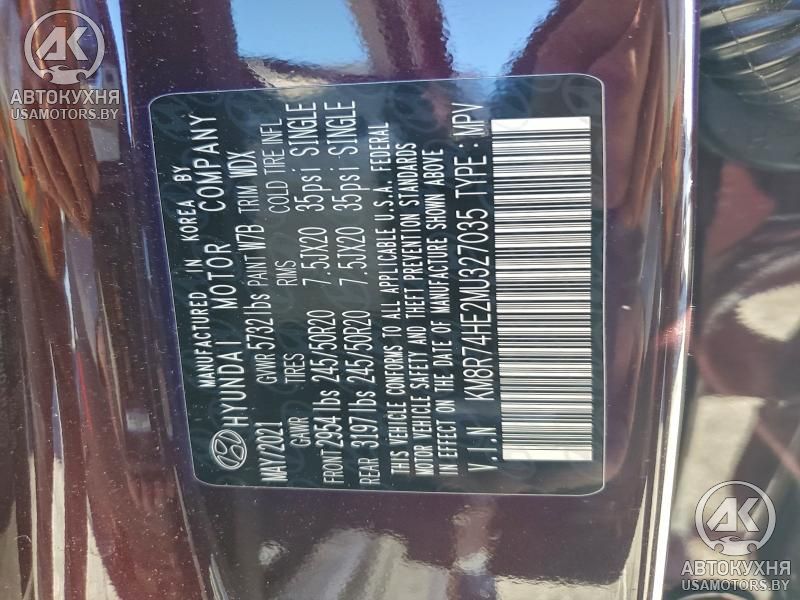 MANUFACTURED IN KOREA BY
HYUNDAI MOTOR COMPANY
MAY/2021 GVWR 5732 lbs PAINT W7B TRIM WDX
GAWR TIRES RIMS COLD TIRE INFL
FRONT 2954 lbs 245/50R20 7.5JX20 35psi SINGLE
REAR 3197 lbs 245/50R20 7.5JX20 35psi SINGLE
THIS VEHICLE CONFORMS TO ALL APPLICABLE U.S.A. FEDERAL
MOTOR VEHICLE SAFETY AND THEFT PREVENTION STANDARDS
IN EFFECT ON THE DATE OF MANUFACTURE SHOWN ABOVE
V.I.N KM8R74HE2MU327035 TYPE : MPV
АК
АВТОКУХНЯ
USAMOTORS.BY
АК
АВТОКУХНЯ
USAMOTORS.BY